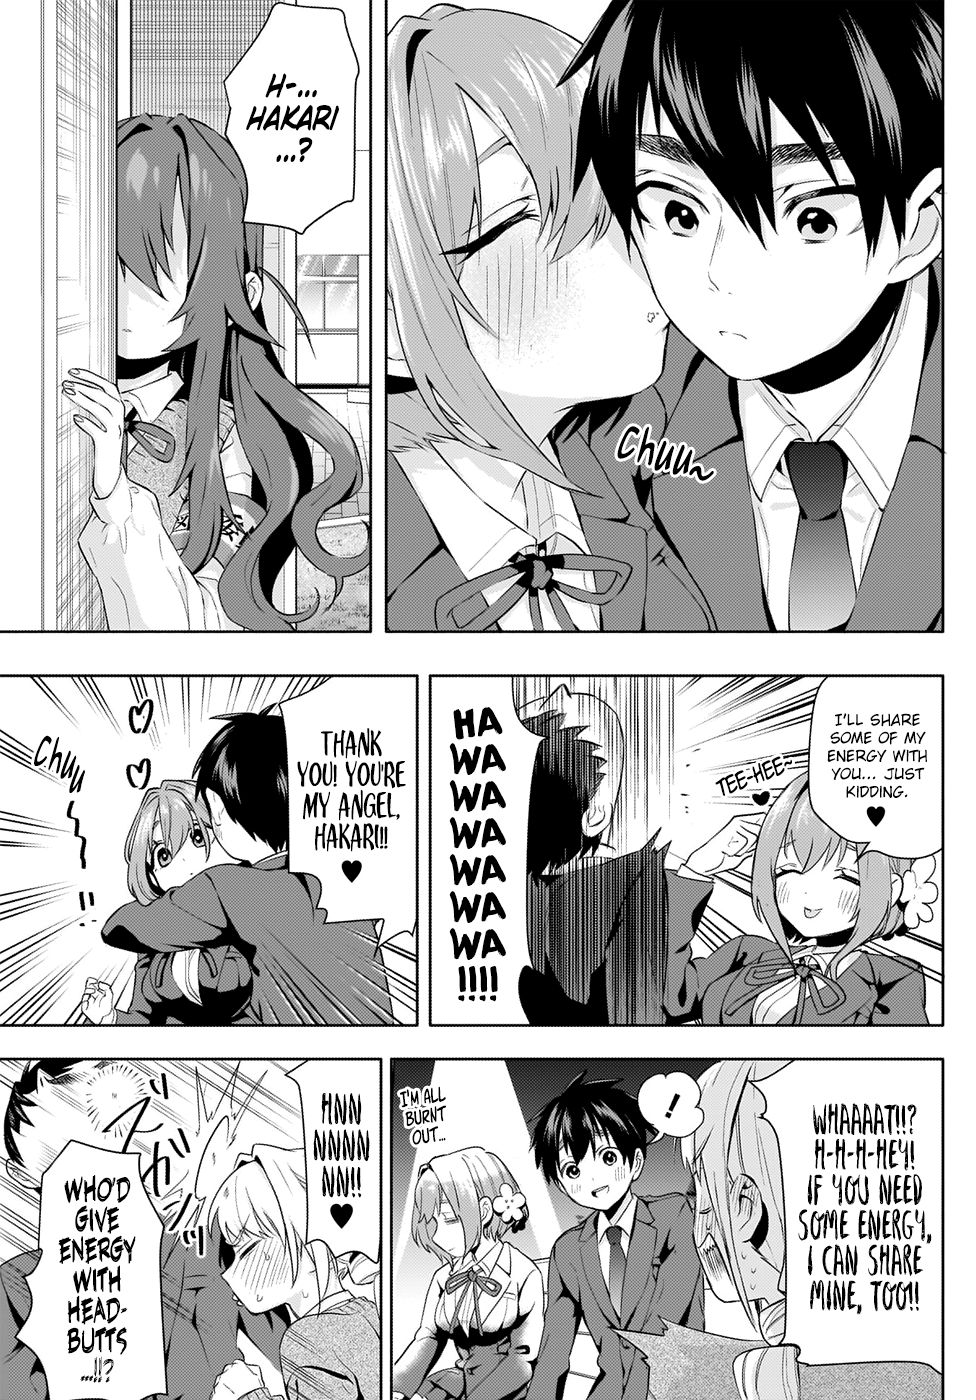 Chuu~
H-...
HAKARI
...?
I'LL SHARE
SOME OF MY
ENERGY WITH
YOU... JUST
KIDDING.
♥
TEE-HEE~
♥
HA
WA
WA
WA
WA
WA
WA
WA
!!!!
THANK
YOU! YOU'RE
MY ANGEL,
HAKARI!!!
♥
Chuu
WHAAAAT!!?
H-H-H-HEY!
IF YOU NEED
SOME ENERGY,
I CAN SHARE
MINE, TOO!!
!
I'M ALL
BURNT
OUT...
HNN
NNNNN
NN!!
♥
WHO'D
GIVE
ENERGY
WITH
HEAD-
BUTTS
...!!?